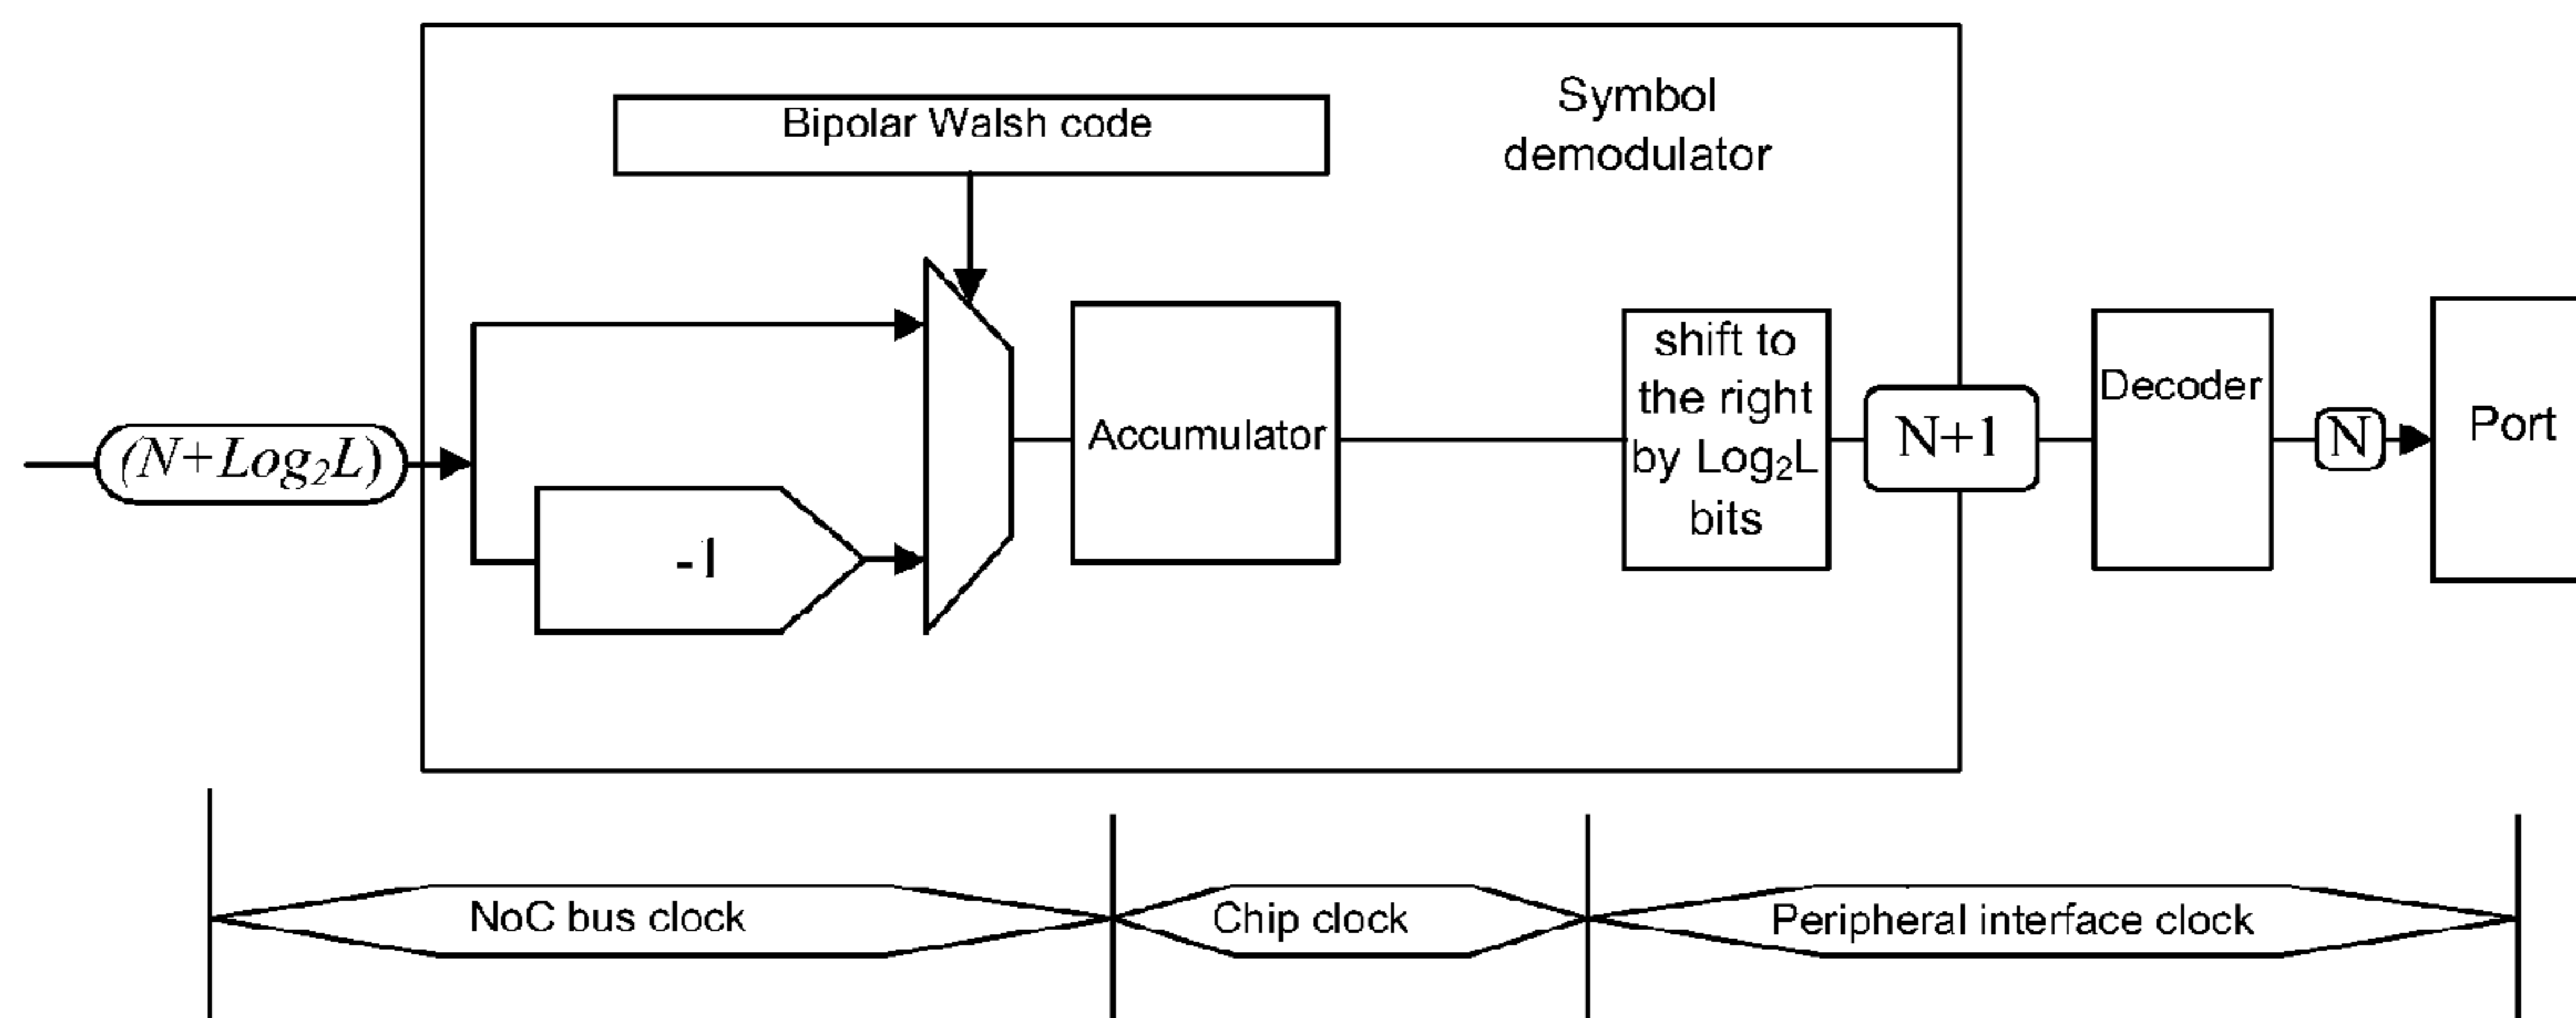 Bipolar Walsh code
Symbol
demodulator
(N+Log₂L)
-1
Accumulator
shift to
the right
by Log₂L
bits
N+1
Decoder
N
Port
NoC bus clock
Chip clock
Peripheral interface clock